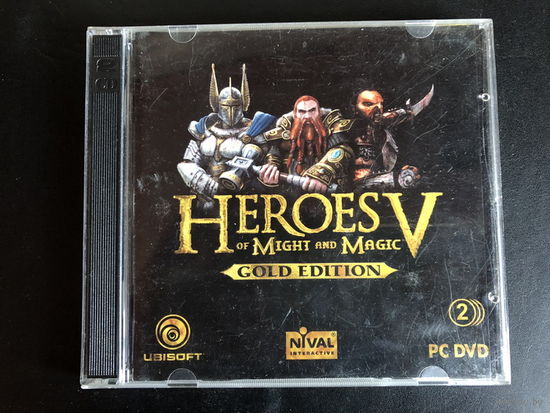 HEROES V
OF MIGHT AND MAGIC
GOLD EDITION
UBISOFT
NIVAL
INTERACTIVE
2
PC DVD